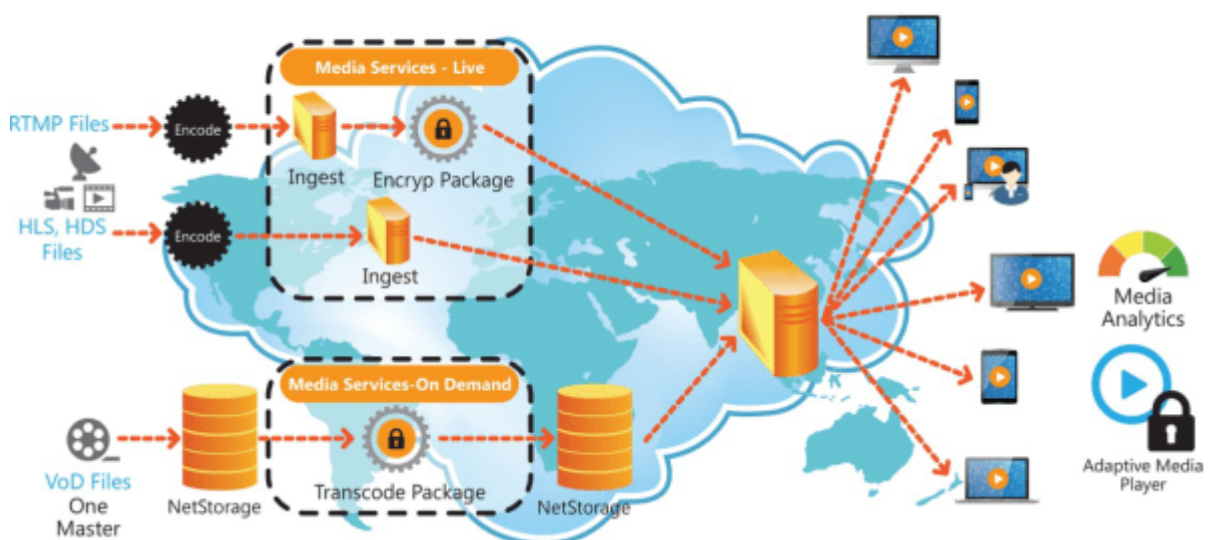 Media Services - Live
RTMP Files
Encode
Ingest
Encryp Package
HLS, HDS
Files
Encode
Ingest
Media
Analytics
Media Services-On Demand
VoD Files
One
Master
NetStorage
Transcode Package
NetStorage
Adaptive Media
Player